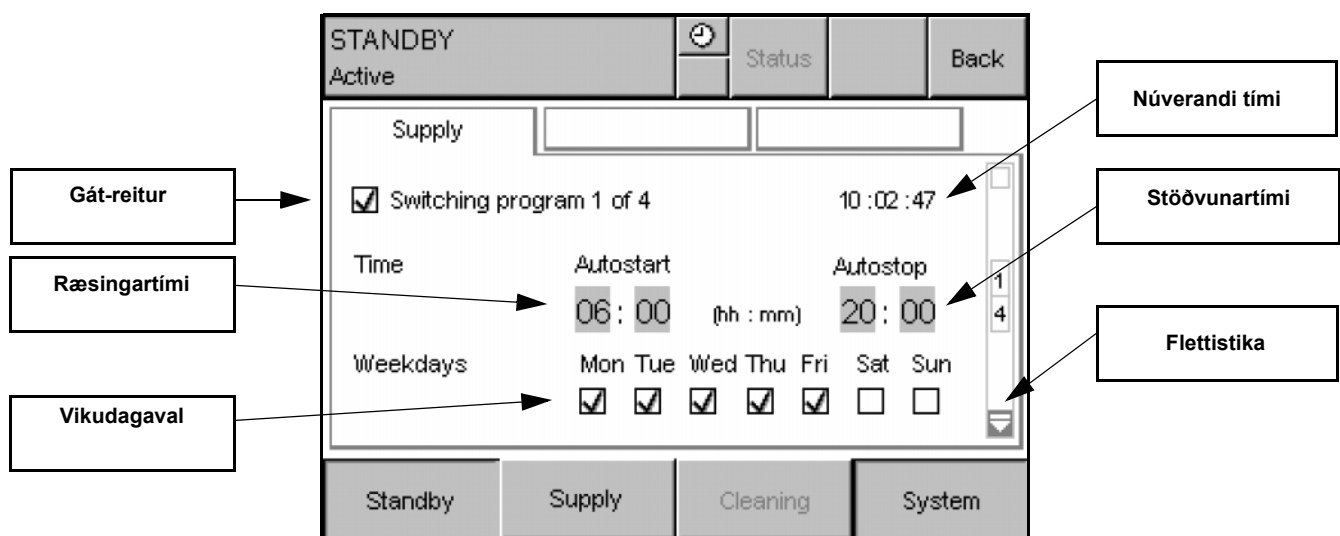 STANDBY
Active
Status
Back
Núverandi tími
Supply
Gát-reitur
Switching program 1 of 4
10 :02 :47
Stöðvunartími
Time
Autostart
Autostop
Ræsingartími
06 : 00
(hh : mm)
20 : 00
1
4
Flettistika
Weekdays
Mon Tue Wed Thu Fri Sat Sun
Vikudagaval
Standby
Supply
Cleaning
System